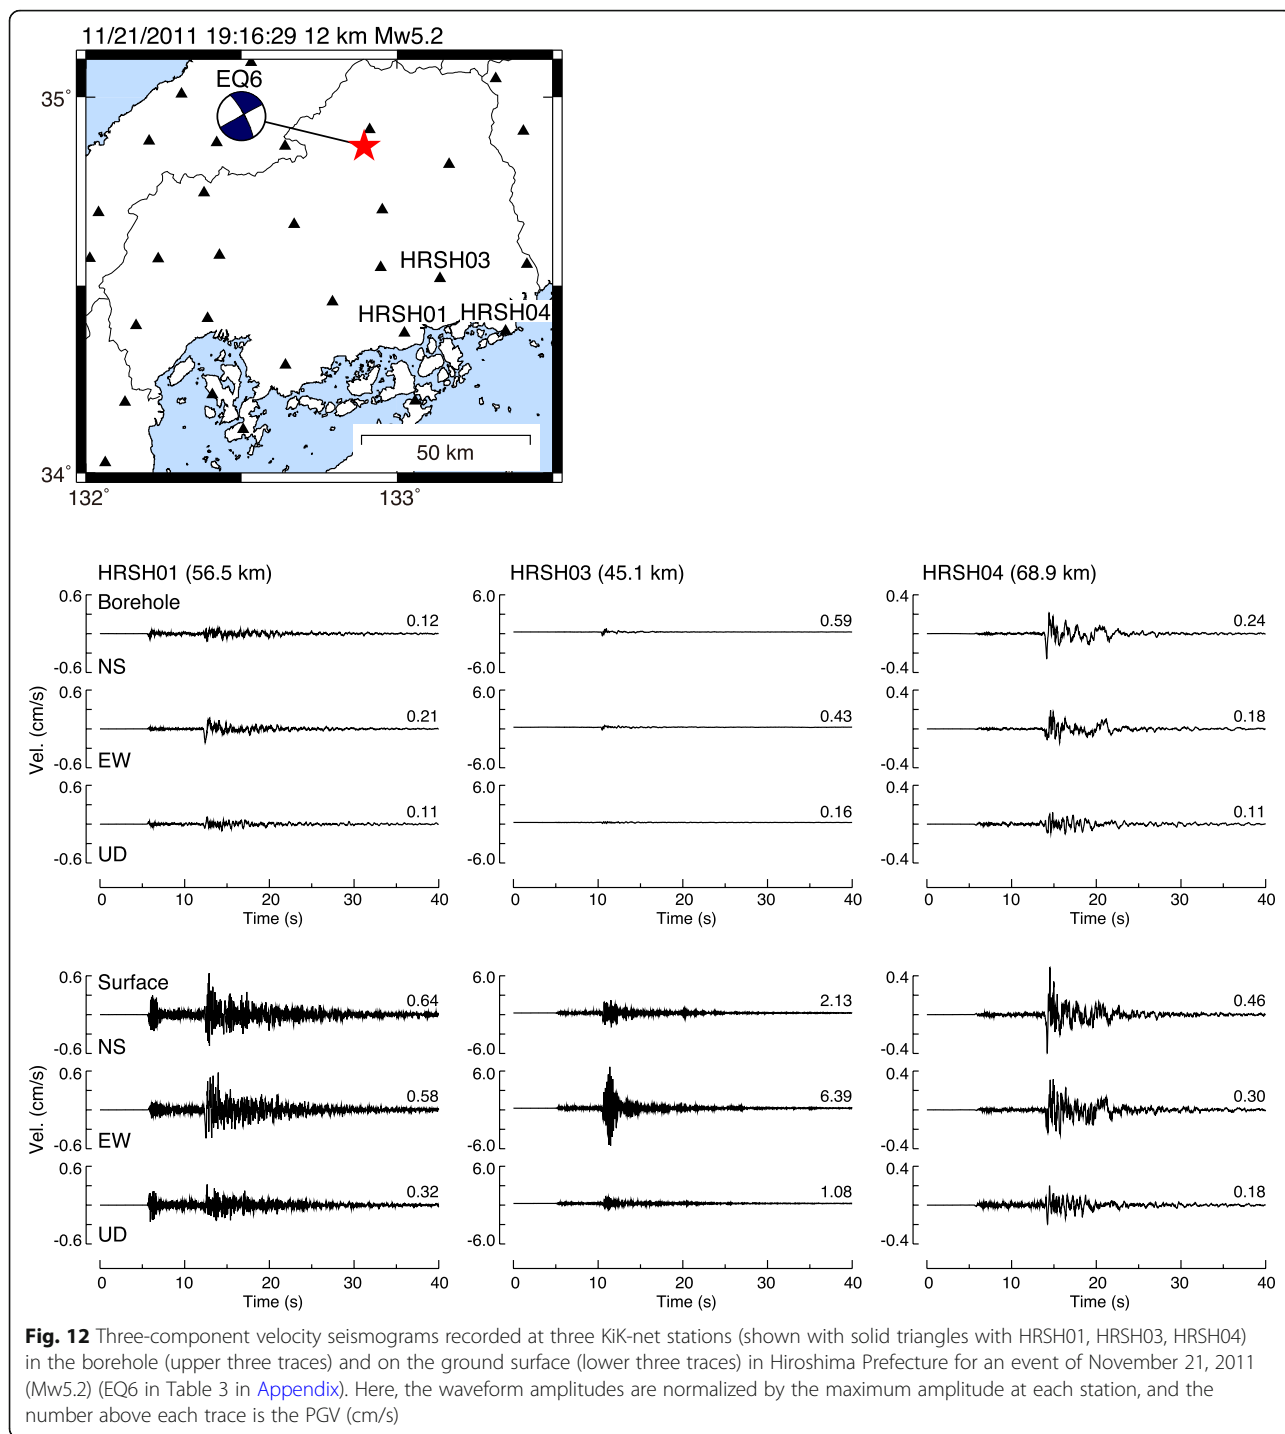 11/21/2011 19:16:29 12 km Mw5.2
EQ6
35˚
HRSH03
HRSH01 HRSH04
50 km
34˚
132˚ 133˚
HRSH01 (56.5 km) HRSH03 (45.1 km) HRSH04 (68.9 km)
0.6 6.0 0.4
Borehole
0.12 0.59 0.24
NS
-0.6 -6.0 -0.4
0.6 6.0 0.4
0.21 0.43 0.18
Vel. (cm/s)
EW
-0.6 -6.0 -0.4
0.6 6.0 0.4
0.11 0.16 0.11
UD
-0.6 -6.0 -0.4
0 10 20 30 40 0 10 20 30 40 0 10 20 30 40
Time (s) Time (s) Time (s)
0.6 6.0 0.4
Surface
0.64 2.13 0.46
NS
-0.6 -6.0 -0.4
0.6 6.0 0.4
0.58 6.39 0.30
Vel. (cm/s)
EW
-0.6 -6.0 -0.4
0.6 6.0 0.4
0.32 1.08 0.18
UD
-0.6 -6.0 -0.4
0 10 20 30 40 0 10 20 30 40 0 10 20 30 40
Time (s) Time (s) Time (s)
Fig. 12 Three-component velocity seismograms recorded at three KiK-net stations (shown with solid triangles with HRSH01, HRSH03, HRSH04)
in the borehole (upper three traces) and on the ground surface (lower three traces) in Hiroshima Prefecture for an event of November 21, 2011
(Mw5.2) (EQ6 in Table 3 in Appendix). Here, the waveform amplitudes are normalized by the maximum amplitude at each station, and the
number above each trace is the PGV (cm/s)